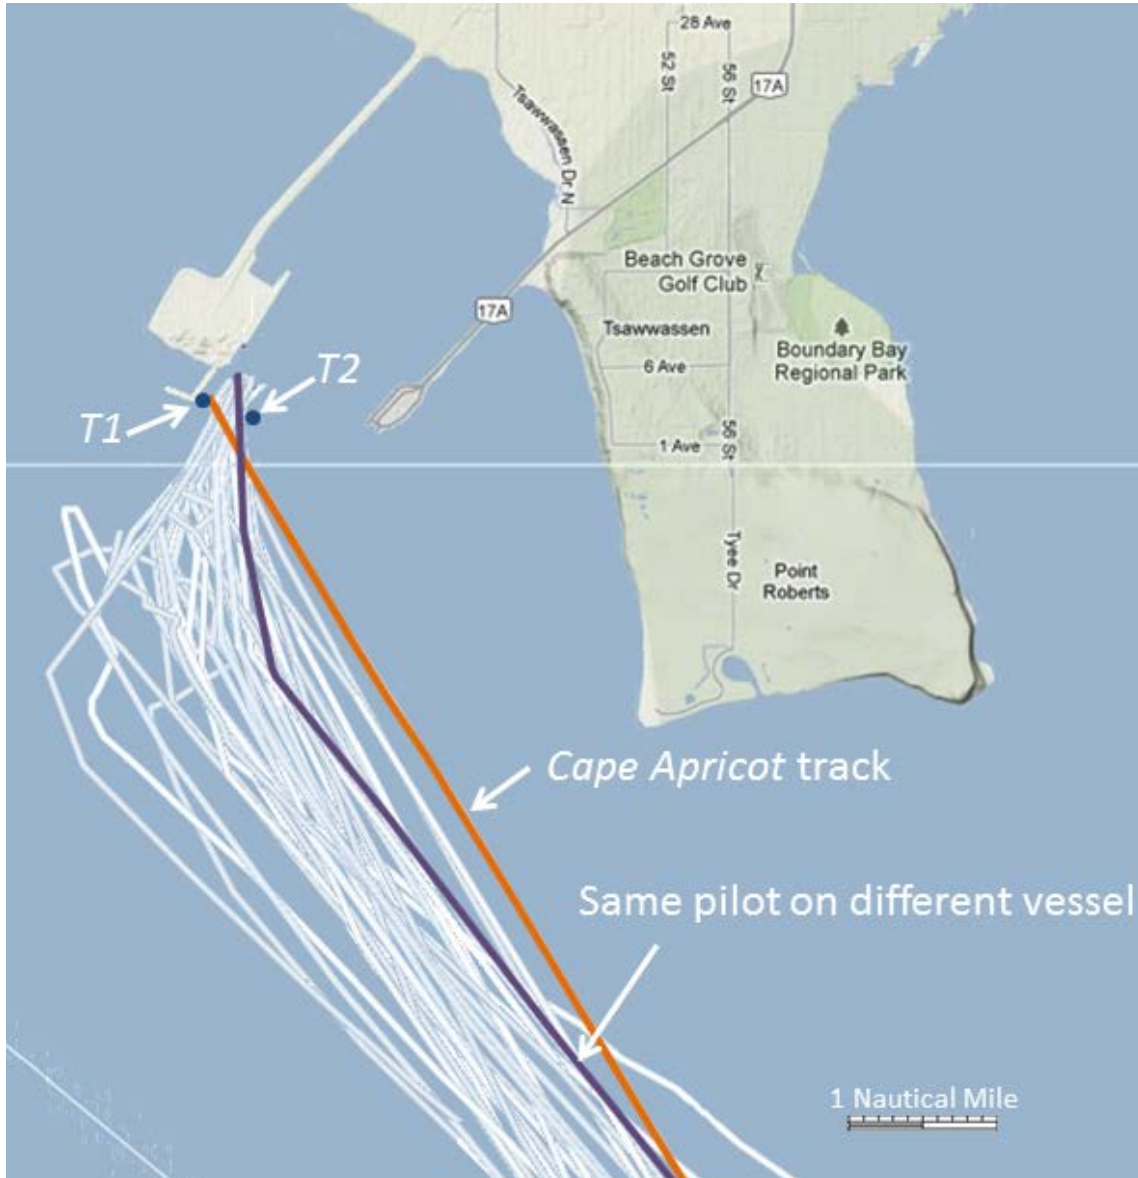 28 Ave
52 St
56 St
17A
Tsawwassen Dr N
Beach Grove
Golf Club
17A
Tsawwassen
Boundary Bay
Regional Park
6 Ave
T2
T1
1 Ave
56 St
Tyee Dr
Point
Roberts
Cape Apricot track
Same pilot on different vessel
1 Nautical Mile